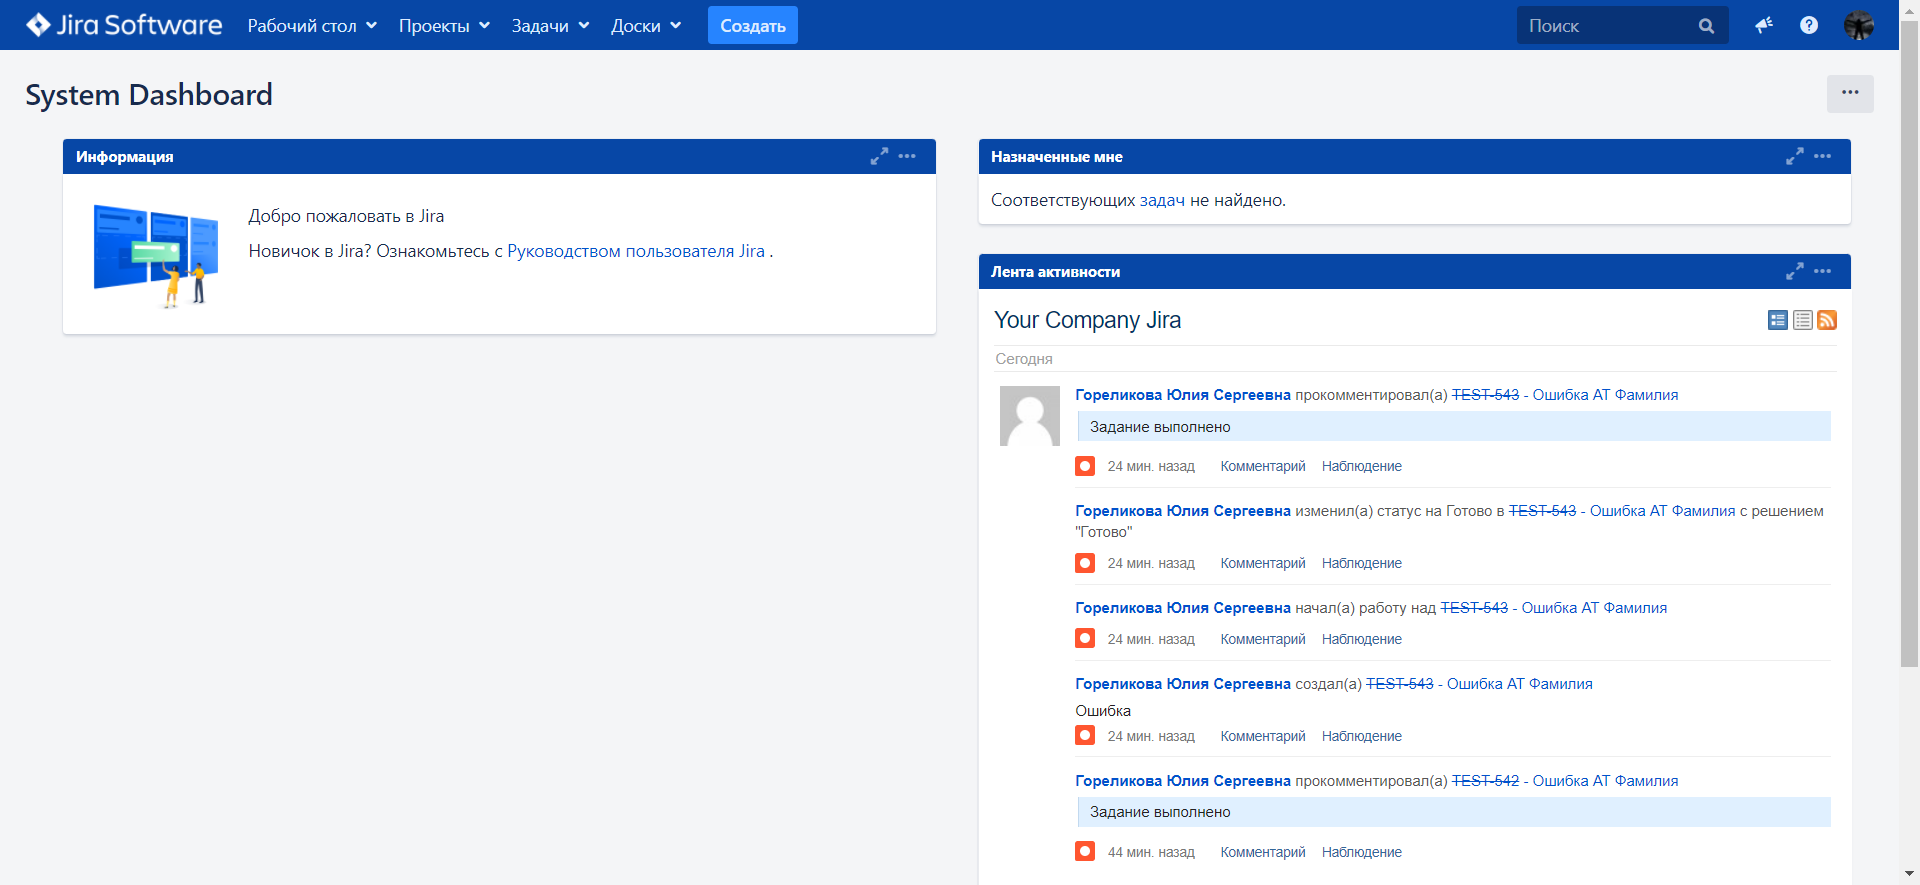 Jira Software Рабочий стол Проекты Задачи Доски Создать Поиск
System Dashboard
Информация
Добро пожаловать в Jira
Новичок в Jira? Ознакомьтесь с Руководством пользователя Jira .
Назначенные мне
Соответствующих задач не найдено.
Лента активности
Your Company Jira
Сегодня
Гореликова Юлия Сергеевна прокомментировал(а) TEST-543 - Ошибка АТ Фамилия
Задание выполнено
24 мин. назад Комментарий Наблюдение
Гореликова Юлия Сергеевна изменил(а) статус на Готово в TEST-543 - Ошибка АТ Фамилия с решением
"Готово"
24 мин. назад Комментарий Наблюдение
Гореликова Юлия Сергеевна начал(а) работу над TEST-543 - Ошибка АТ Фамилия
24 мин. назад Комментарий Наблюдение
Гореликова Юлия Сергеевна создал(а) TEST-543 - Ошибка АТ Фамилия
Ошибка
24 мин. назад Комментарий Наблюдение
Гореликова Юлия Сергеевна прокомментировал(а) TEST-542 - Ошибка АТ Фамилия
Задание выполнено
44 мин. назад Комментарий Наблюдение